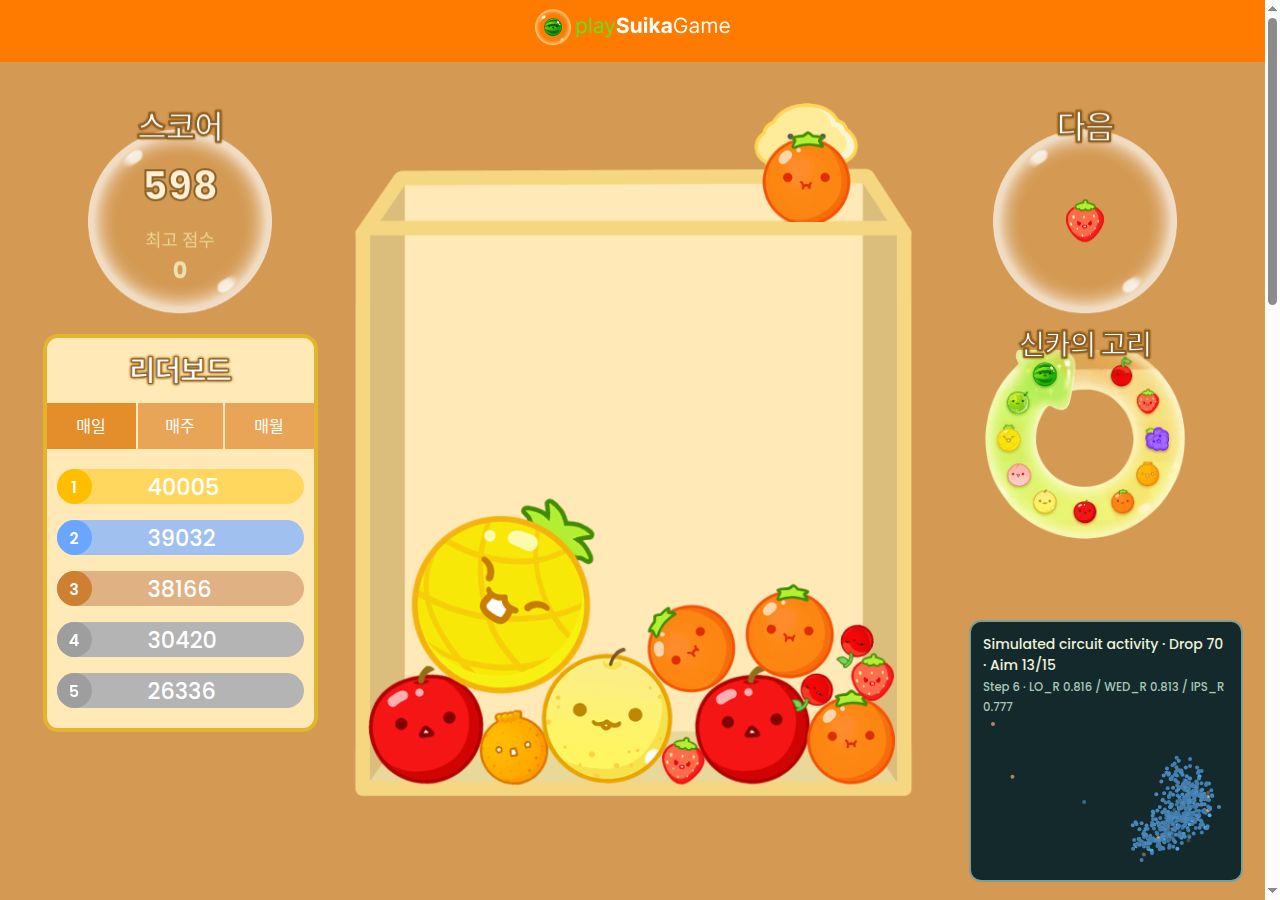 playSuikaGame
스코어
598
최고 점수
0
다음
신카의 고리
리더보드
매일 매주 매월
1 40005
2 39032
3 38166
4 30420
5 26336
Simulated circuit activity · Drop 70
· Aim 13/15
Step 6 · LO_R 0.816 / WED_R 0.813 / IPS_R
0.777